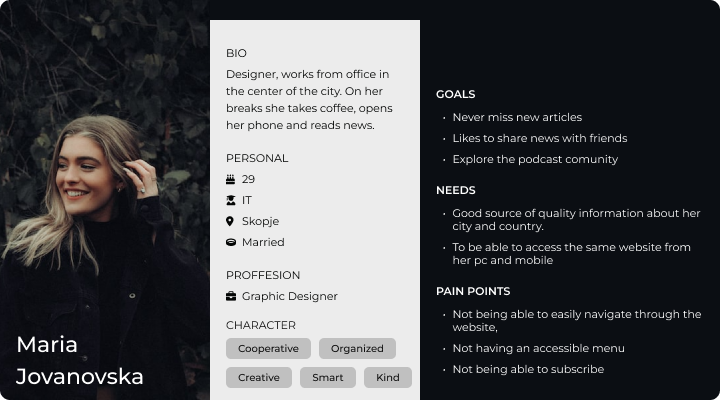 Maria
Jovanovska
BIO
Designer, works from office in
the center of the city. On her
breaks she takes coffee, opens
her phone and reads news.
PERSONAL
29
IT
Skopje
Married
PROFFESION
Graphic Designer
CHARACTER
Cooperative Organized
Creative Smart Kind
GOALS
• Never miss new articles
• Likes to share news with friends
• Explore the podcast comunity
NEEDS
• Good source of quality information about her
city and country.
• To be able to access the same website from
her pc and mobile
PAIN POINTS
• Not being able to easily navigate through the
website,
• Not having an accessible menu
• Not being able to subscribe